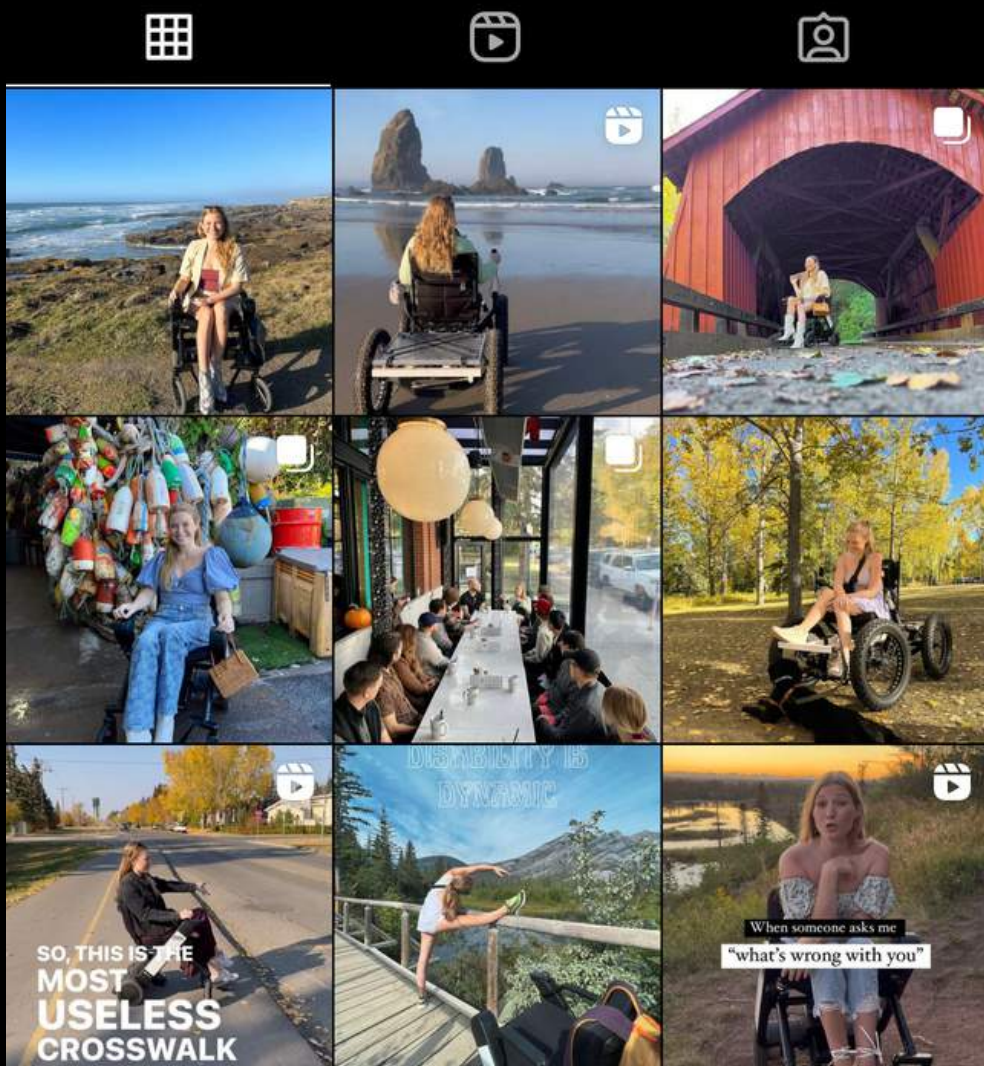 SO, THIS IS THE
MOST
USELESS
CROSSWALK
DISABILITY IS
DYNAMIC
When someone asks me
“what’s wrong with you”